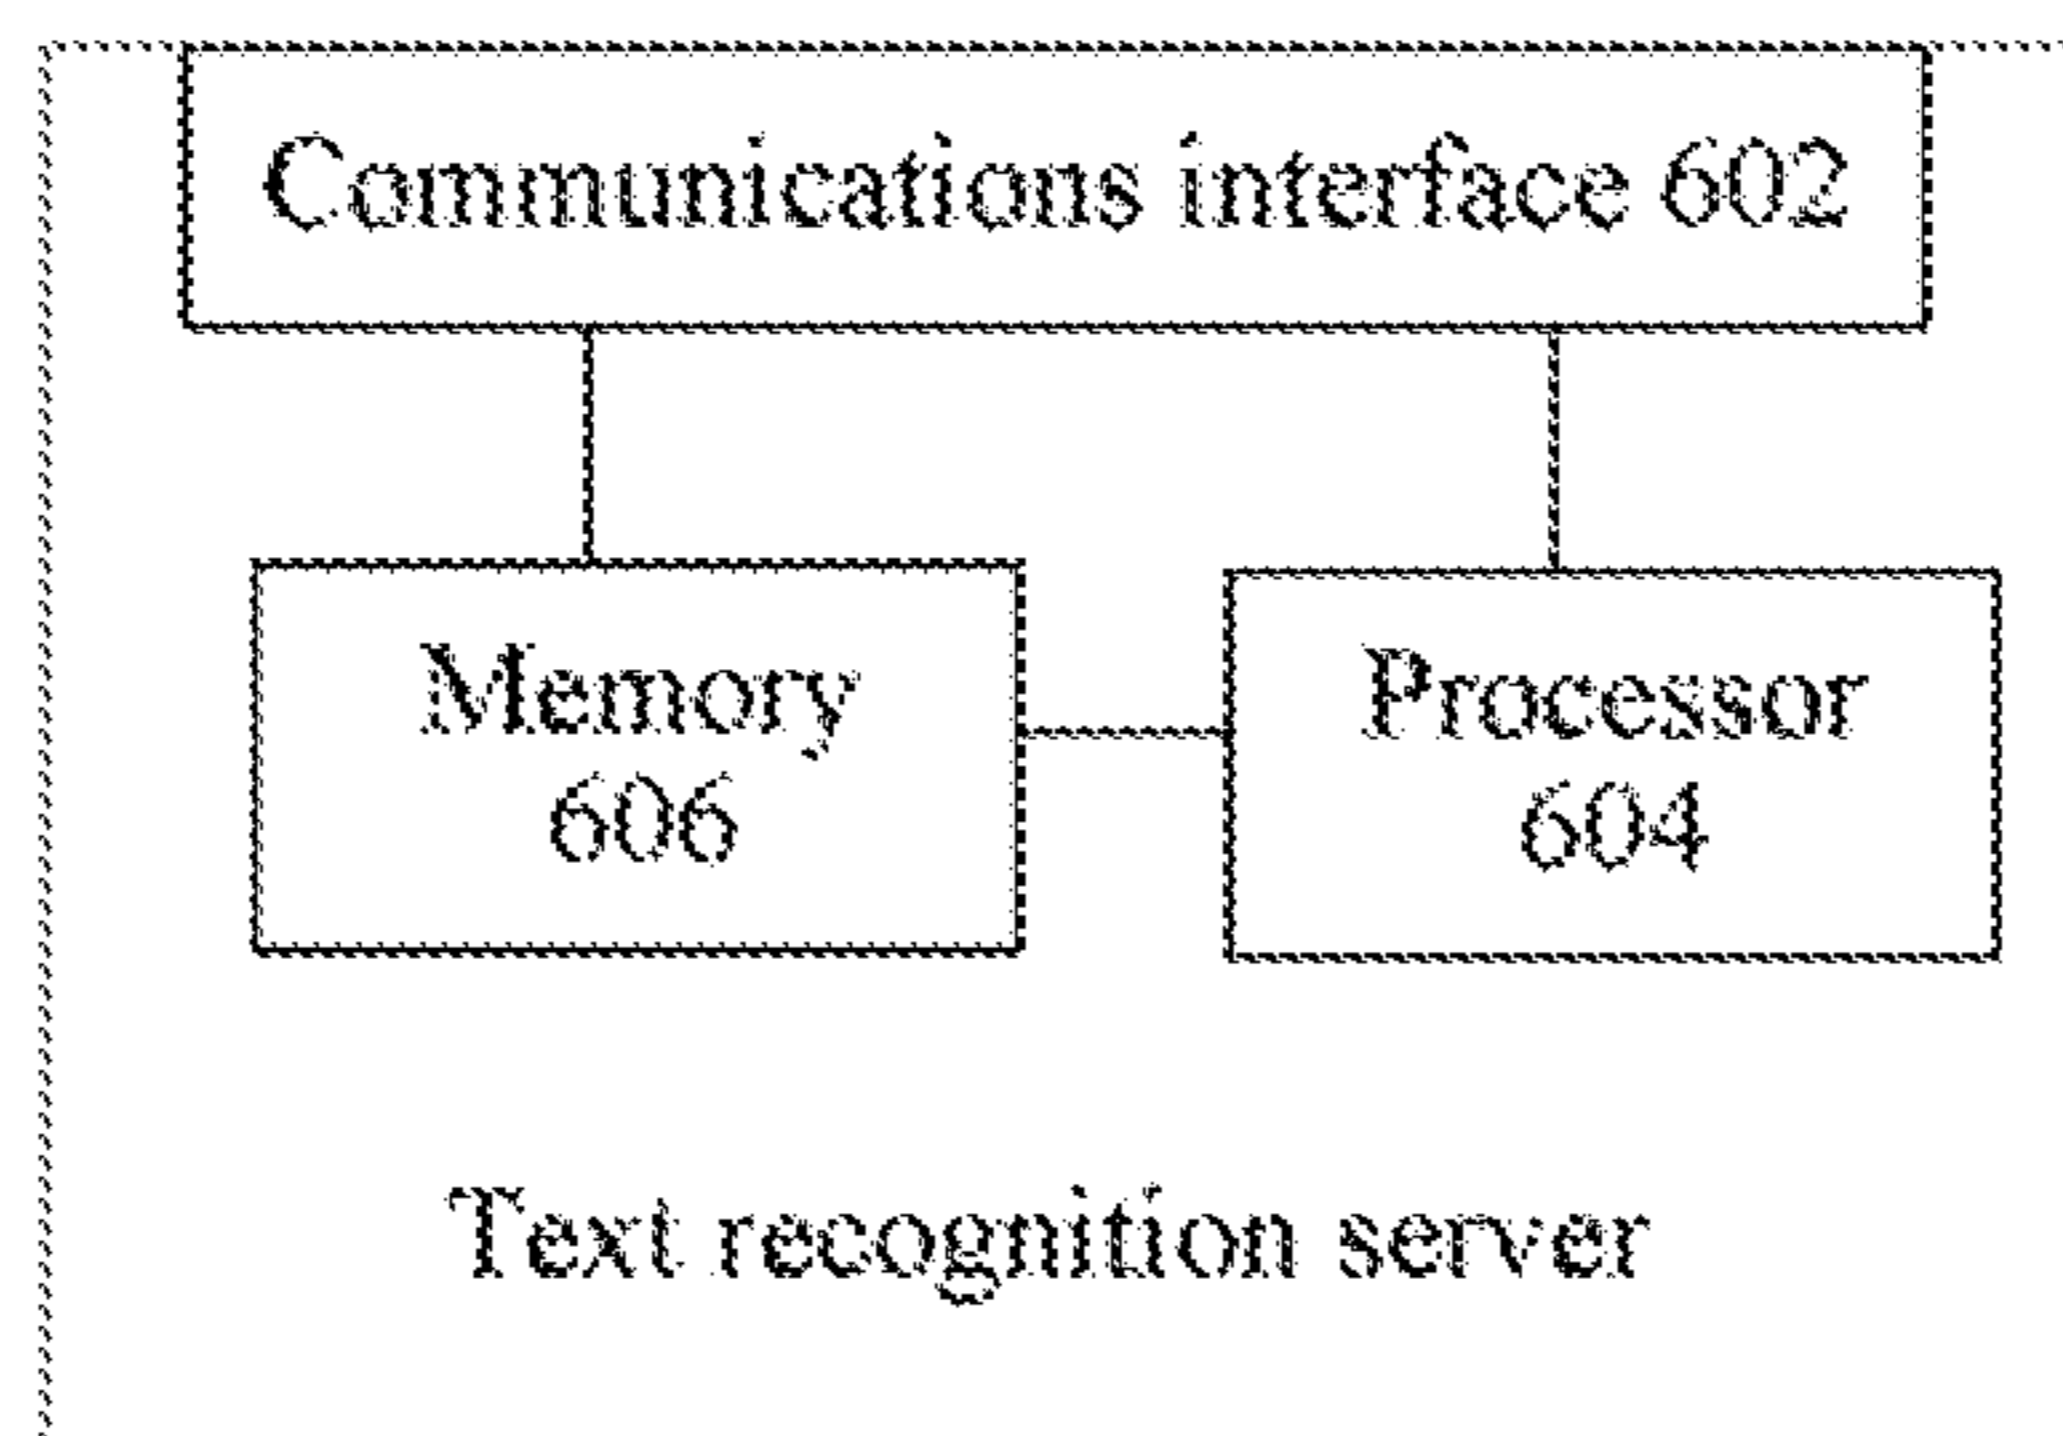 Communications interface 602
Memory
606
Processor
604
Text recognition server